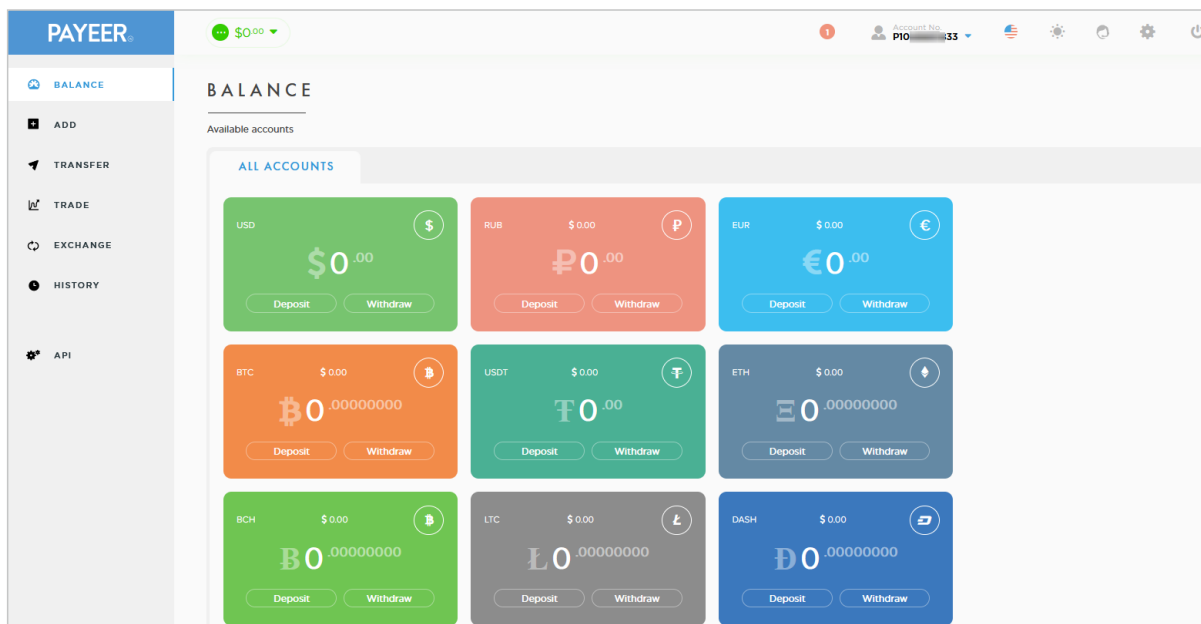 PAYEER®
$0.00
1
Account No.
P10 333
BALANCE
ADD
TRANSFER
TRADE
EXCHANGE
HISTORY
API
BALANCE
Available accounts
ALL ACCOUNTS
USD $
$0.00
Deposit Withdraw
RUB $ 0.00 ₽
₽0.00
Deposit Withdraw
EUR $ 0.00 €
€0.00
Deposit Withdraw
BTC $ 0.00 ₿
₿0.00000000
Deposit Withdraw
USDT $ 0.00 ₮
₮0.00
Deposit Withdraw
ETH $ 0.00
Ξ0.00000000
Deposit Withdraw
BCH $ 0.00 ₿
Ƀ0.00000000
Deposit Withdraw
LTC $ 0.00 Ł
Ł0.00000000
Deposit Withdraw
DASH $ 0.00
Đ0.00000000
Deposit Withdraw